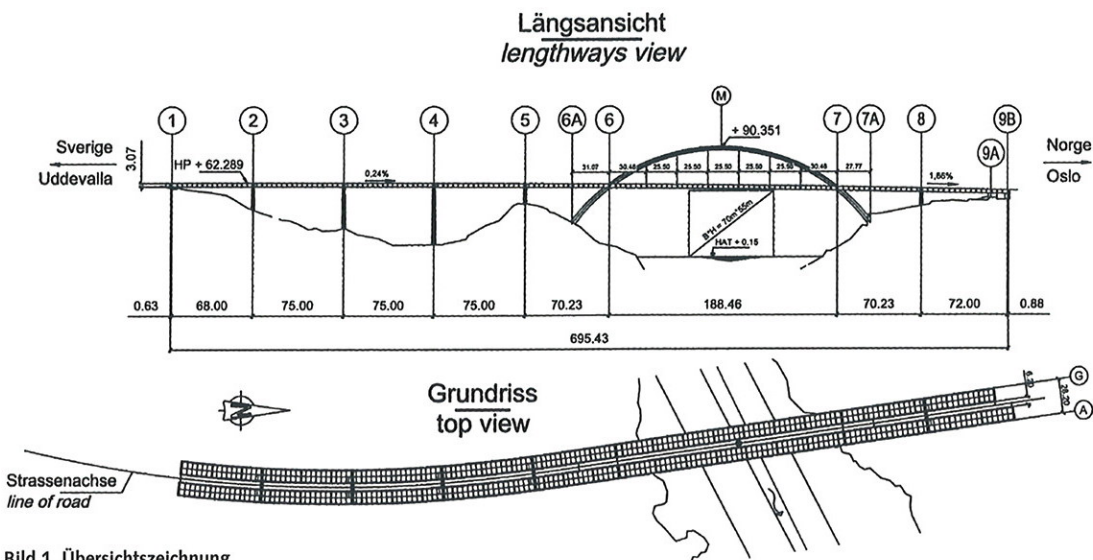 Längsansicht
lengthways view
1 2 3 4 5 6A 6 M 7 7A 8 9A 9B
Sverige
Uddevalla
3.07
HP + 62.289
0,24%
+ 90.351
31.07 30.48 25.50 25.50 25.50 25.50 25.50 30.48 27.77
1,66%
Norge
Oslo
B*H = 70m*55m
HAT + 0.15
0.63 68.00 75.00 75.00 75.00 70.23 188.46 70.23 72.00 0.88
695.43
Grundriss
top view
N
Strassenachse
line of road
6.20
28.20
G
A
Bild 1. Übersichtszeichnung